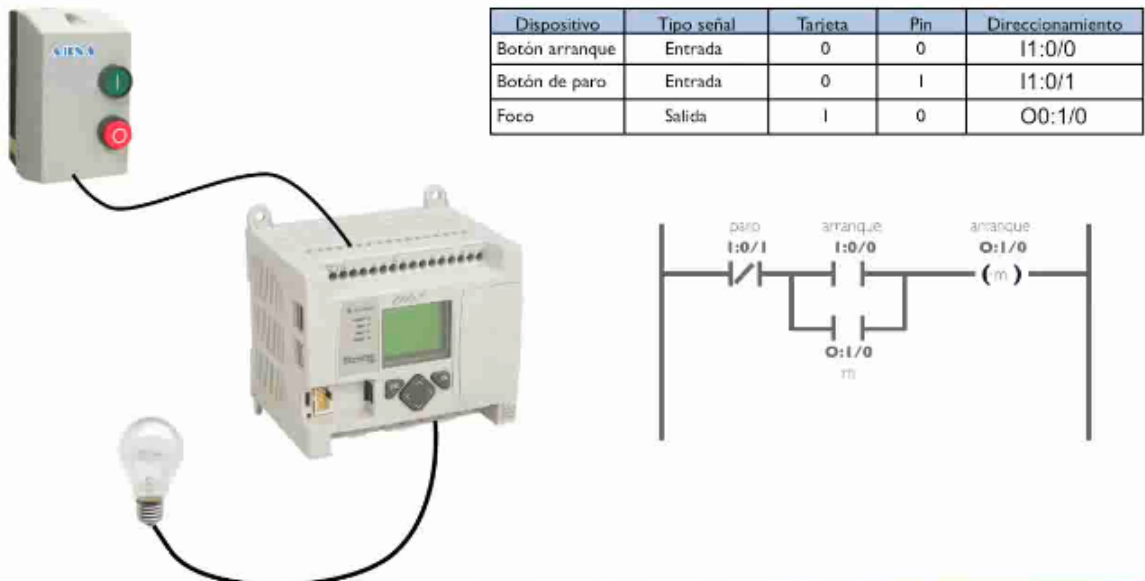 Dispositivo Tipo señal Tarjeta Pin Direccionamiento
Botón arranque Entrada 0 0 I1:0/0
Botón de paro Entrada 0 1 I1:0/1
Foco Salida 1 0 O0:1/0
paro arranque arranque
I:0/1 I:0/0 O:1/0
m
O:1/0
m